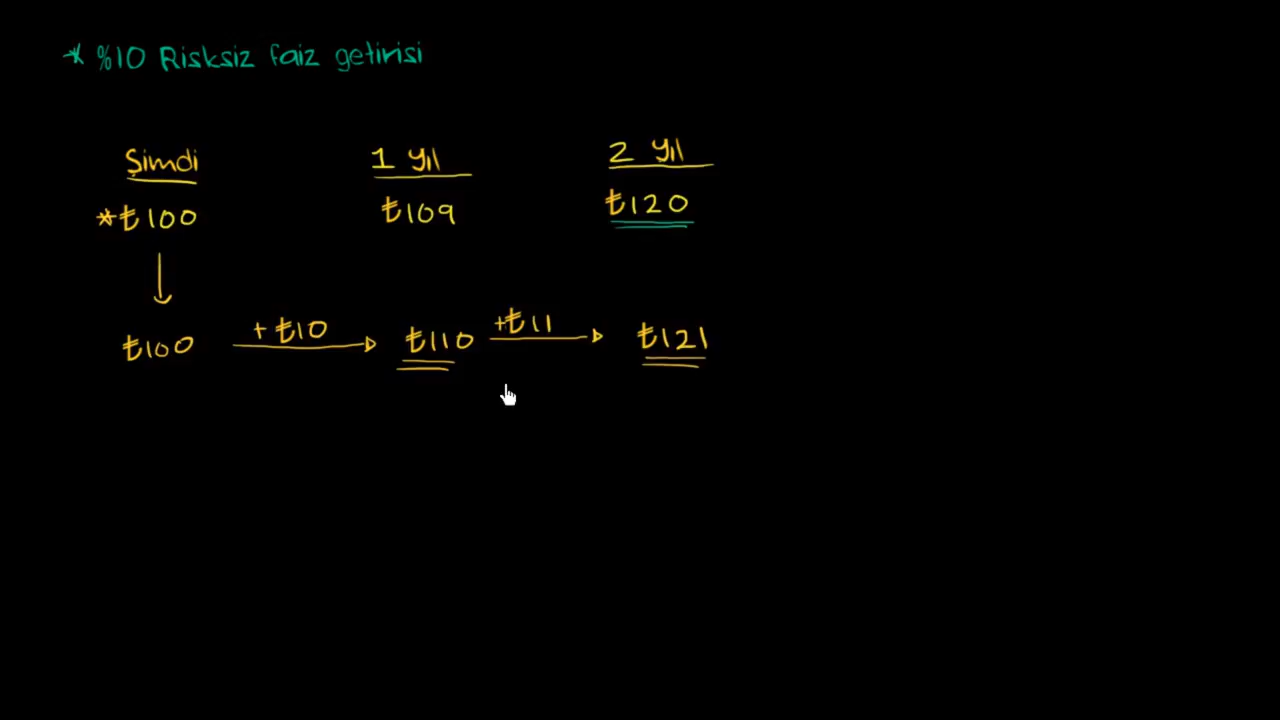 * %10 Risksiz faiz getirisi
Şimdi 1 yıl 2 yıl
*₺100 ₺109 ₺120
₺100 +₺10 ₺110 +₺11 ₺121